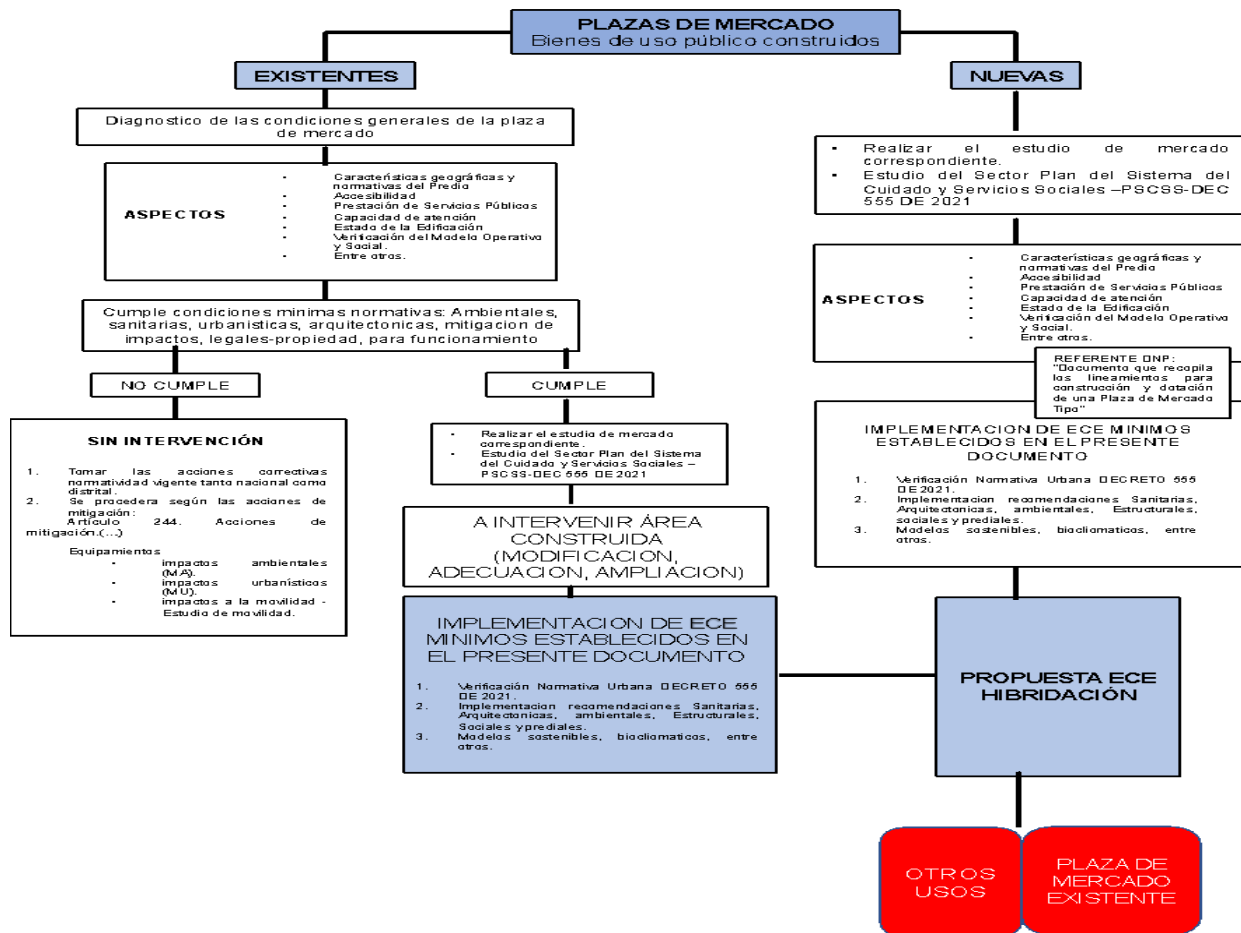 PLAZAS DE MERCADO
Bienes de uso público construidos
EXISTENTES
Diagnostico de las condiciones generales de la plaza
de mercado
ASPECTOS
• Características geográficas y
normativas del Predio
• Accesibilidad
• Prestación de Servicios Públicos
• Capacidad de atención
• Estado de la Edificación
• Verificación del Modelo Operativo
y Social.
• Entre otros.
Cumple condiciones minimas normativas: Ambientales,
sanitarias, urbanisticas, arquitectonicas, mitigacion de
impactos, legales-propiedad, para funcionamiento
NO CUMPLE
SIN INTERVENCIÓN
1. Tomar las acciones correctivas
normatividad vigente tanto nacional como
distrital.
2. Se procedera según las acciones de
mitigación:
Artículo 244. Acciones de
mitigación.(...)
Equipamientos
• impactos ambientales
(MA).
• impactos urbanísticos
(MU).
• impactos a la movilidad -
Estudio de movilidad.
CUMPLE
• Realizar el estudio de mercado
correspondiente.
• Estudio del Sector Plan del Sistema
del Cuidado y Servicios Sociales –
PSCSS-DEC 555 DE 2021
A INTERVENIR ÁREA
CONSTRUIDA
(MODIFICACION,
ADECUACION, AMPLIACION)
IMPLEMENTACION DE ECE
MINIMOS ESTABLECIDOS EN
EL PRESENTE DOCUMENTO
1. Verificación Normativa Urbana DECRETO 555
DE 2021.
2. Implementacion recomendaciones Sanitarias,
Arquitectonicas, ambientales, Estructurales,
Sociales y prediales.
3. Modelos sostenibles, bioclimaticos, entre
otros.
NUEVAS
• Realizar el estudio de mercado
correspondiente.
• Estudio del Sector Plan del Sistema del
Cuidado y Servicios Sociales –PSCSS-DEC
555 DE 2021
ASPECTOS
• Características geográficas y
normativas del Predio
• Accesibilidad
• Prestación de Servicios Públicos
• Capacidad de atención
• Estado de la Edificación
• Verificación del Modelo Operativo
y Social.
• Entre otros.
REFERENTE DNP:
"Documento que recopila
los lineamientos para
construcción y dotación
de una Plaza de Mercado
Tipo"
IMPLEMENTACION DE ECE MINIMOS
ESTABLECIDOS EN EL PRESENTE
DOCUMENTO
1. Verificación Normativa Urbana DECRETO 555
DE 2021.
2. Implementacion recomendaciones Sanitarias,
Arquitectonicas, ambientales, Estructurales,
sociales y prediales.
3. Modelos sostenibles, bioclimaticos, entre
otros.
PROPUESTA ECE
HIBRIDACIÓN
OTROS
USOS
PLAZA DE
MERCADO
EXISTENTE